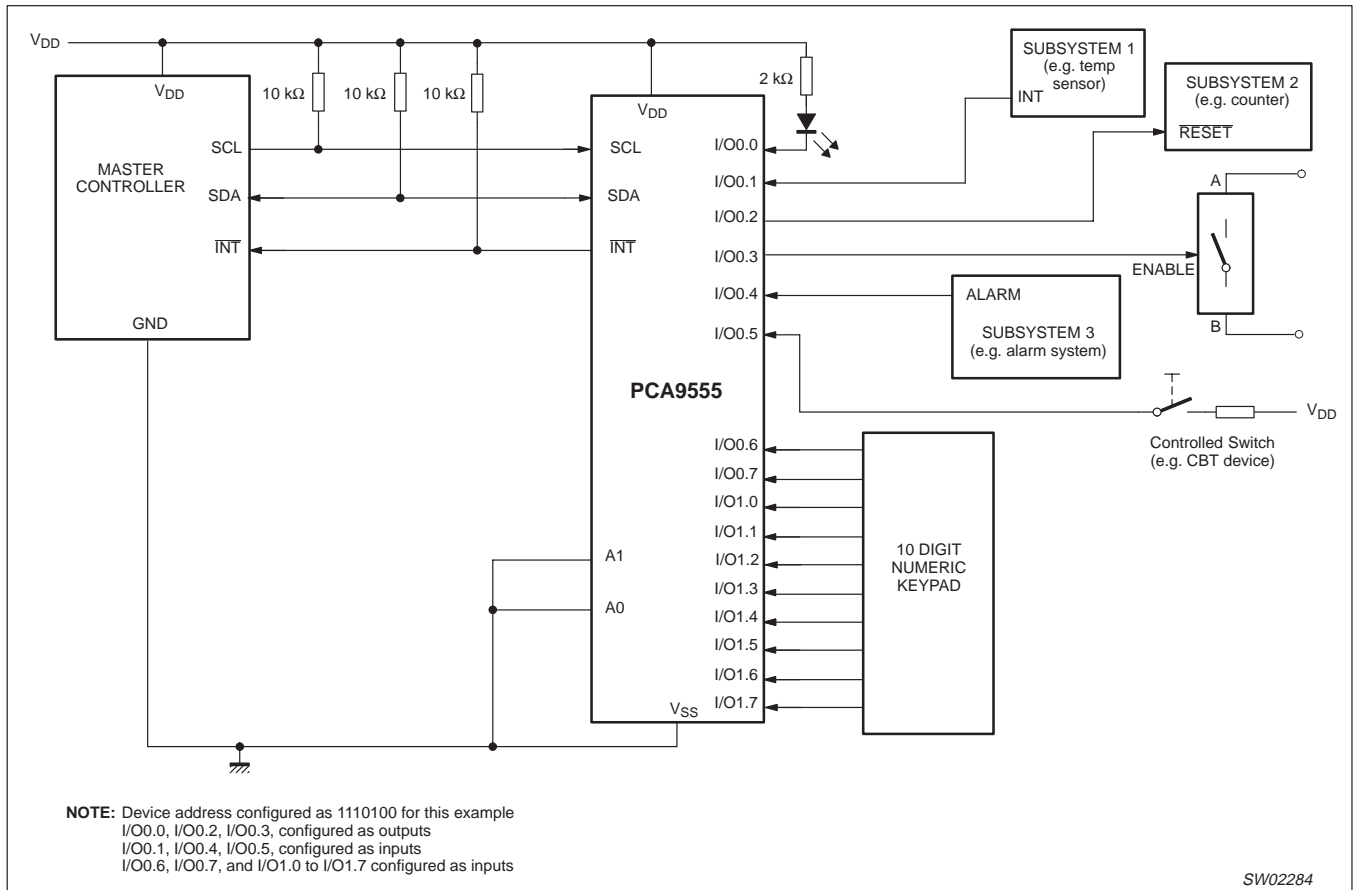 VDD
VDD
MASTER
CONTROLLER
SCL
SDA
INT
GND
10 kΩ
10 kΩ
10 kΩ
2 kΩ
VDD
SCL
SDA
INT
PCA9555
A1
A0
VSS
I/O0.0
I/O0.1
I/O0.2
I/O0.3
I/O0.4
I/O0.5
I/O0.6
I/O0.7
I/O1.0
I/O1.1
I/O1.2
I/O1.3
I/O1.4
I/O1.5
I/O1.6
I/O1.7
SUBSYSTEM 1
(e.g. temp
sensor)
INT
SUBSYSTEM 2
(e.g. counter)
RESET
A
ENABLE
B
ALARM
SUBSYSTEM 3
(e.g. alarm system)
VDD
Controlled Switch
(e.g. CBT device)
10 DIGIT
NUMERIC
KEYPAD
NOTE: Device address configured as 1110100 for this example
I/O0.0, I/O0.2, I/O0.3, configured as outputs
I/O0.1, I/O0.4, I/O0.5, configured as inputs
I/O0.6, I/O0.7, and I/O1.0 to I/O1.7 configured as inputs
SW02284